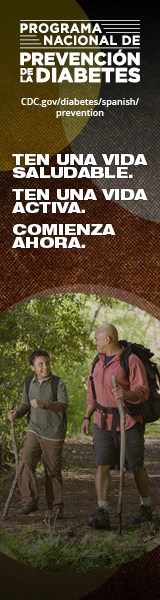 PROGRAMA
NACIONAL DE
PREVENCIÓN
DE LA DIABETES
CDC.gov/diabetes/spanish/
prevention
TEN UNA VIDA
SALUDABLE.
TEN UNA VIDA
ACTIVA.
COMIENZA
AHORA.